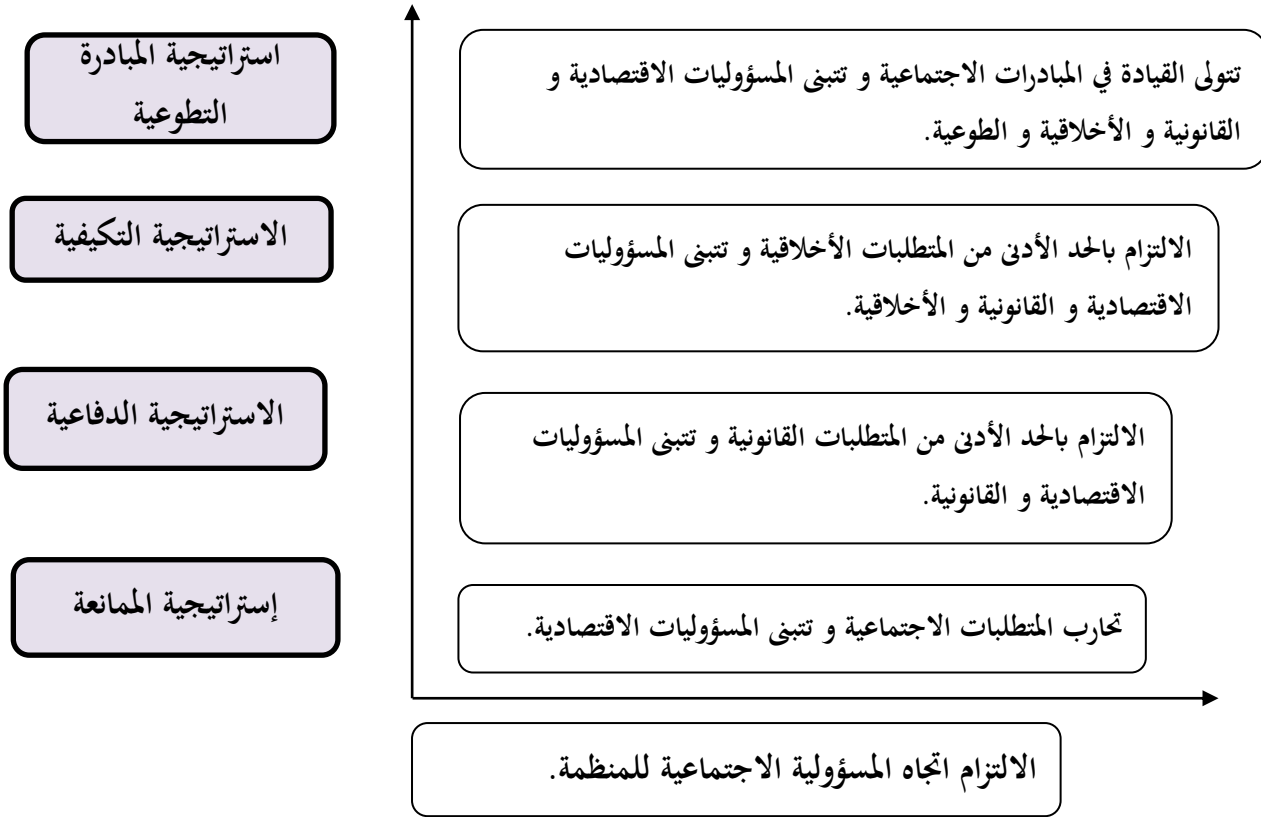 استراتيجية المبادرة
التطوعية
تتولى القيادة في المبادرات الاجتماعية و تتبنى المسؤوليات الاقتصادية و
القانونية و الأخلاقية و الطوعية.
الاستراتيجية التكيفية
الالتزام بالحد الأدنى من المتطلبات الأخلاقية و تتبنى المسؤوليات
الاقتصادية و القانونية و الأخلاقية.
الاستراتيجية الدفاعية
الالتزام بالحد الأدنى من المتطلبات القانونية و تتبنى المسؤوليات
الاقتصادية و القانونية.
إستراتيجية الممانعة
تحارب المتطلبات الاجتماعية و تتبنى المسؤوليات الاقتصادية.
الالتزام اتجاه المسؤولية الاجتماعية للمنظمة.